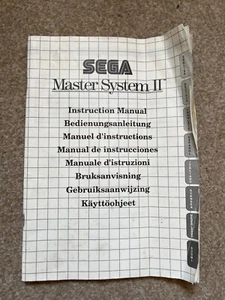 SEGA
Master System II
Instruction Manual
Bedienungsanleitung
Manuel d'instructions
Manual de instrucciones
Manuale d'istruzioni
Bruksanvisning
Gebruiksaanwijzing
Käyttöohjeet